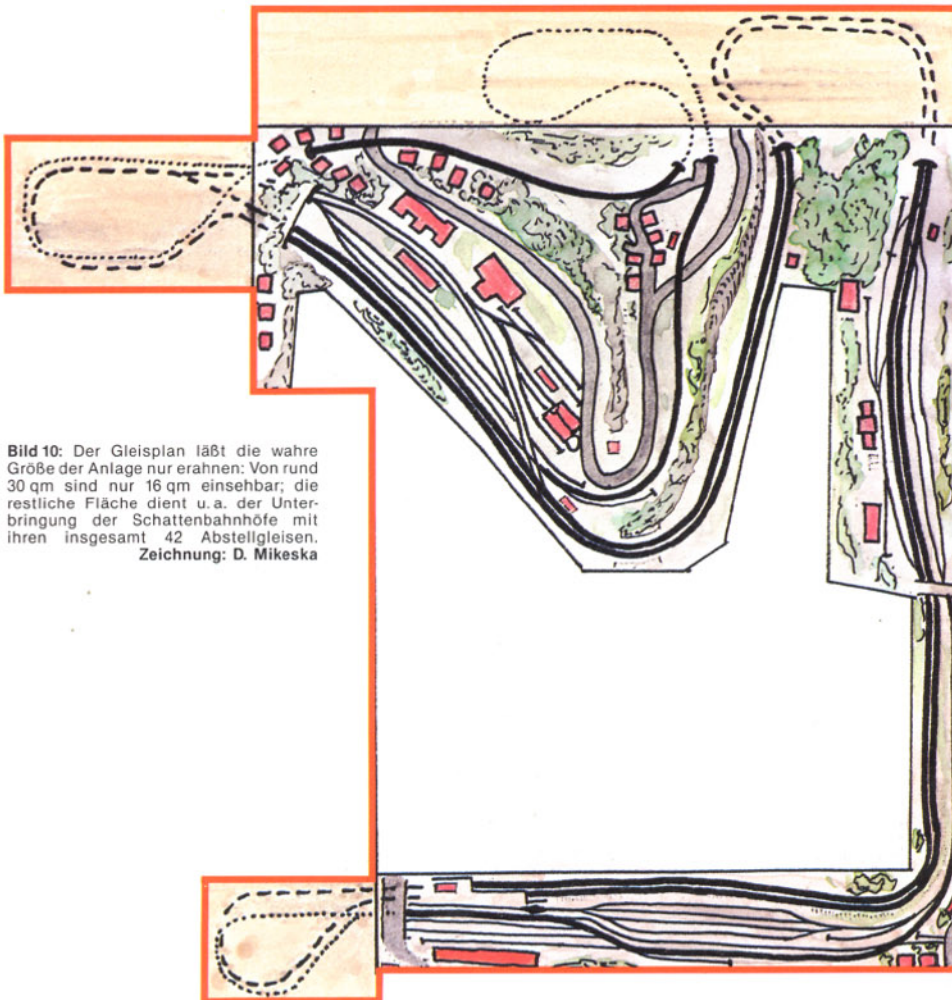 Bild 10: Der Gleisplan läßt die wahre
Größe der Anlage nur erahnen: Von rund
30 qm sind nur 16 qm einsehbar; die
restliche Fläche dient u. a. der Unter-
bringung der Schattenbahnhöfe mit
ihren insgesamt 42 Abstellgleisen.
Zeichnung: D. Mikeska